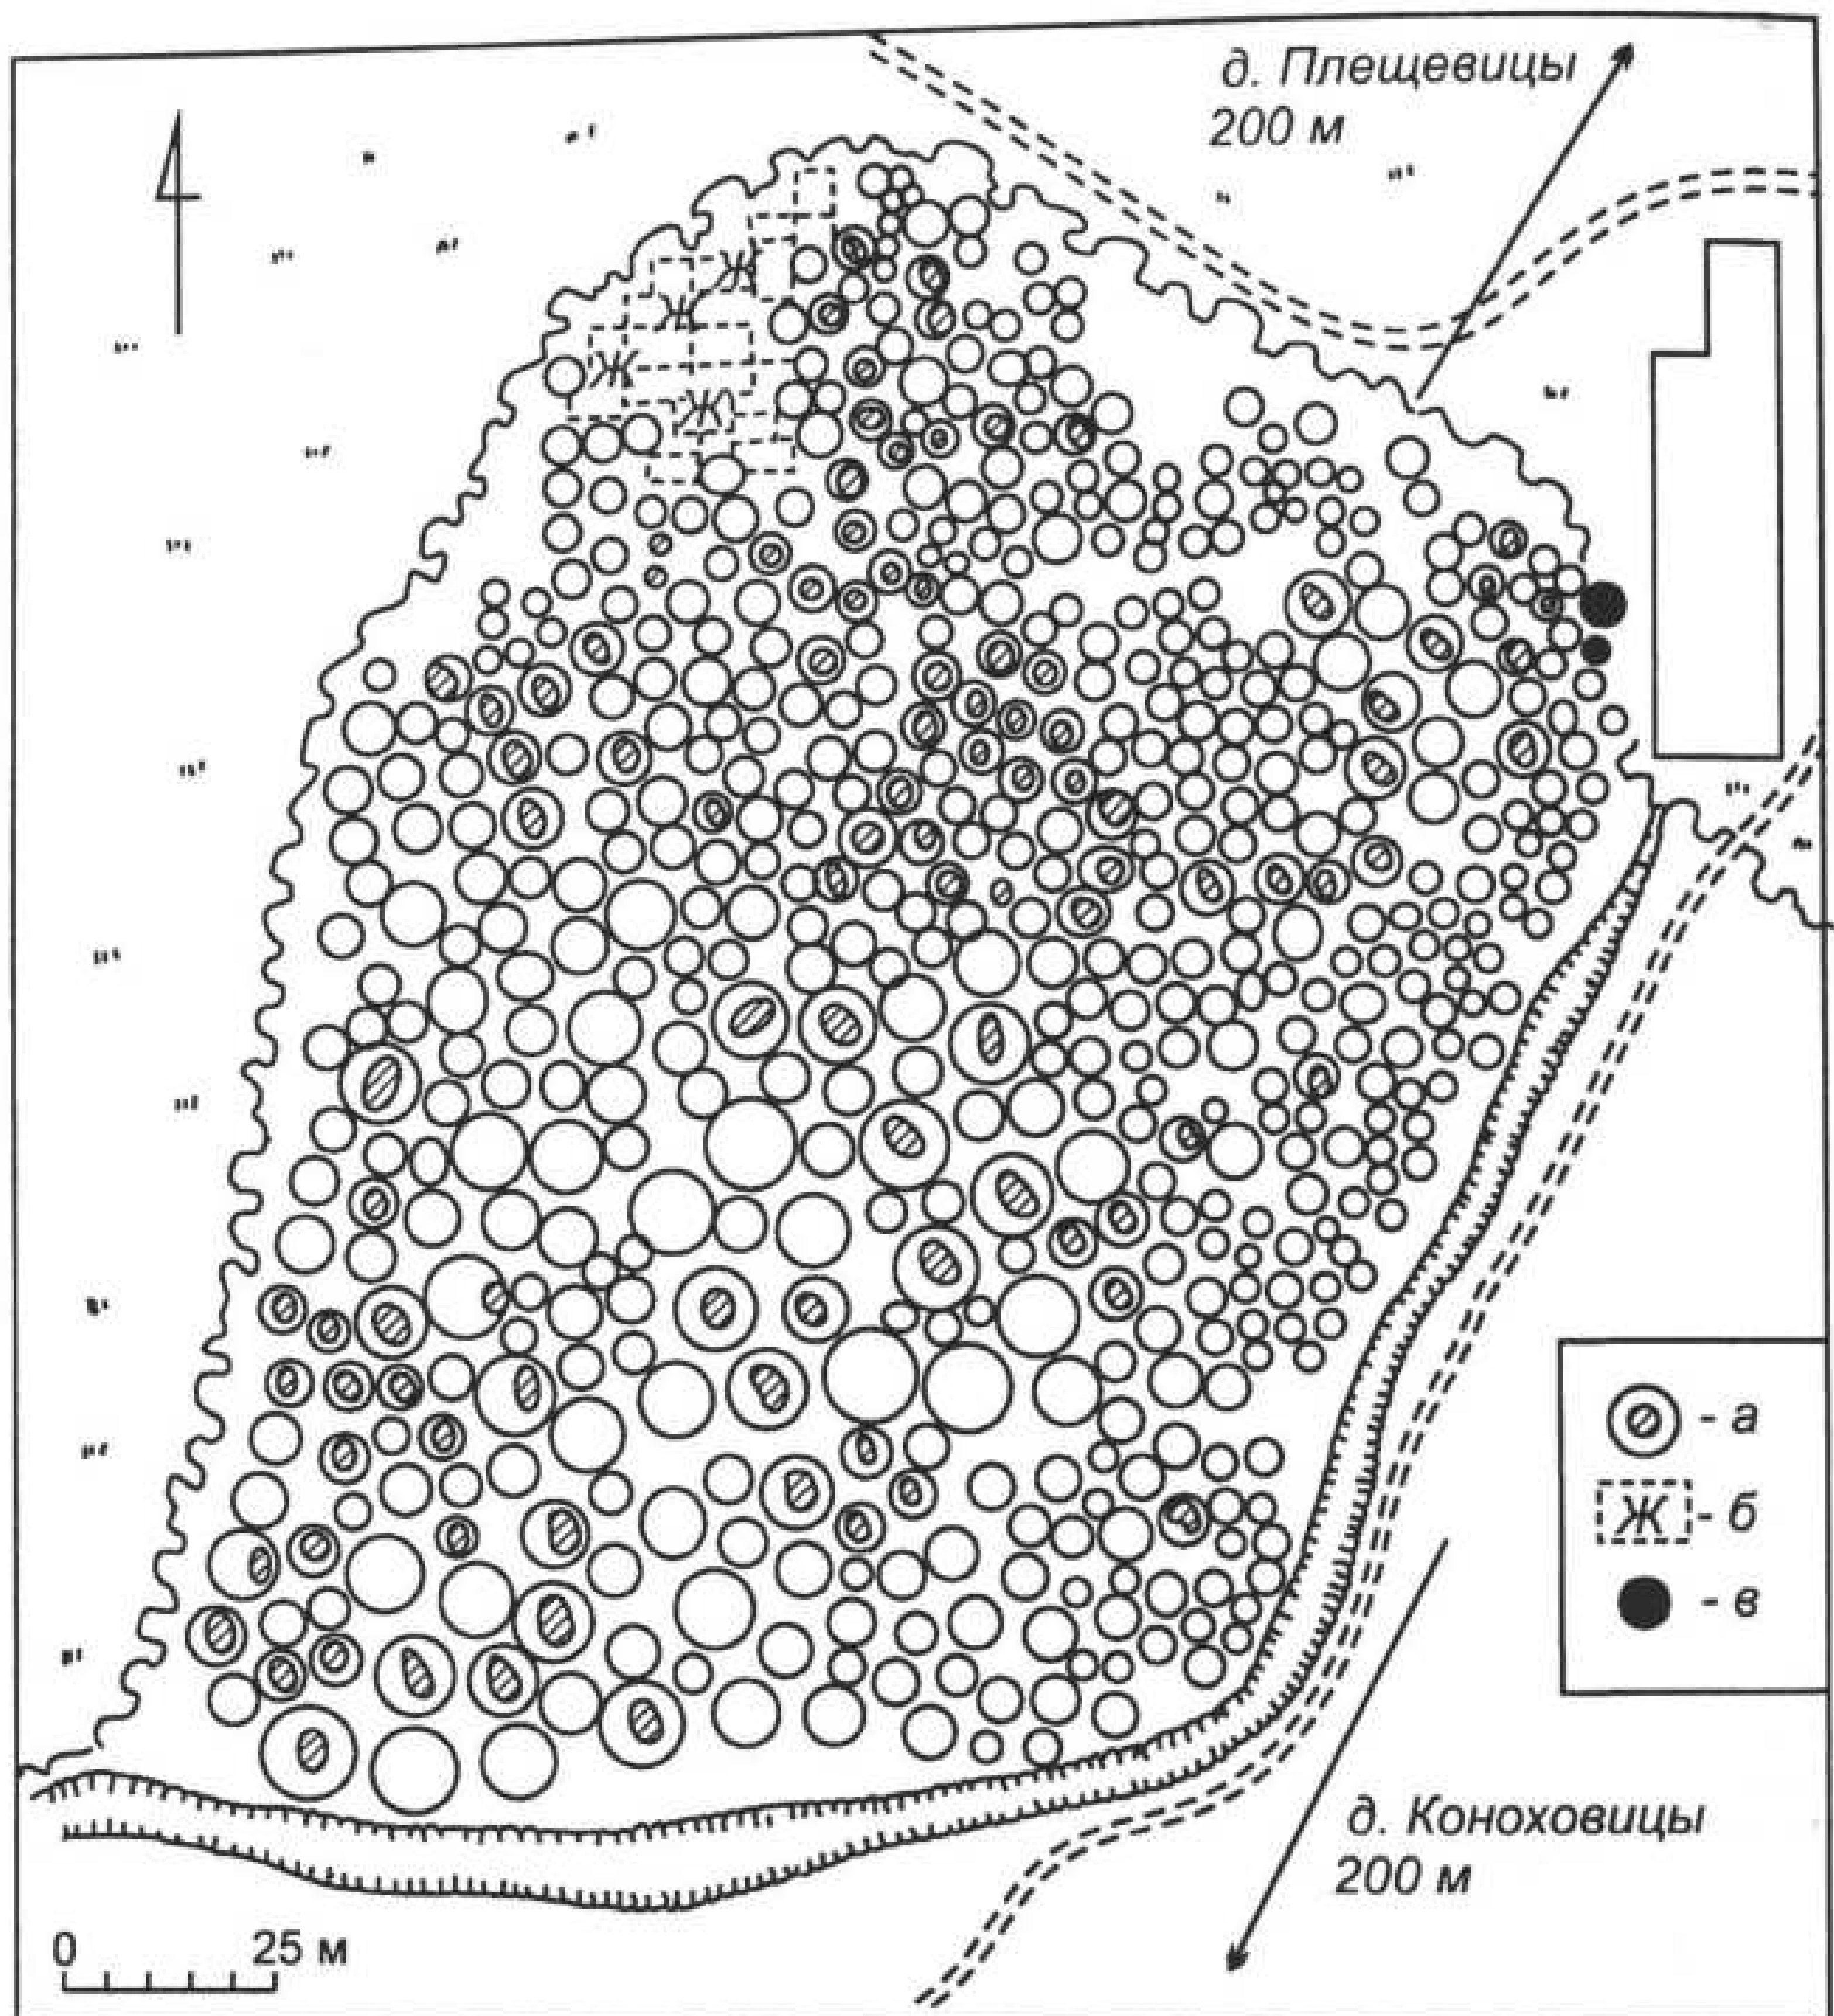 д. Плещевицы
200 м
Ж
Ж
Ж
Ж
- а
Ж - б
- в
д. Коноховицы
200 м
0 25 м